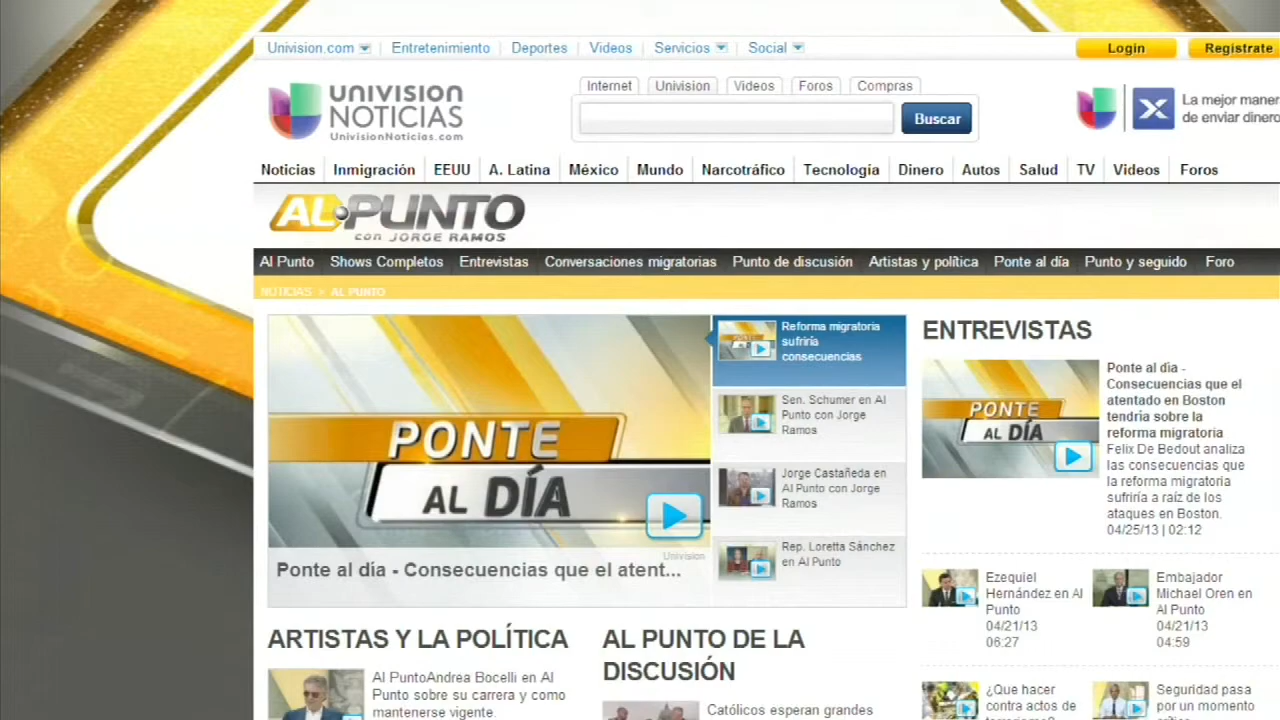 Univision.com Entretenimiento Deportes Videos Servicios Social Login Regístrate
Internet Univision Videos Foros Compras
UNIVISION
NOTICIAS
UnivisionNoticias.com
Buscar
La mejor maner
de enviar dinero
Noticias Inmigración EEUU A. Latina México Mundo Narcotráfico Tecnología Dinero Autos Salud TV Videos Foros
AL PUNTO
CON JORGE RAMOS
Al Punto Shows Completos Entrevistas Conversaciones migratorias Punto de discusión Artistas y política Ponte al día Punto y seguido Foro
NOTICIAS > AL PUNTO
PONTE
AL DÍA
Univision
Ponte al día - Consecuencias que el atent...
Reforma migratoria
sufriría
consecuencias
Sen. Schumer en Al
Punto con Jorge
Ramos
Jorge Castañeda en
Al Punto con Jorge
Ramos
Rep. Loretta Sánchez
en Al Punto
ENTREVISTAS
PONTE
AL DÍA
Ponte al día -
Consecuencias que el
atentado en Boston
tendría sobre la
reforma migratoria
Felix De Bedout analiza
las consecuencias que
la reforma migratoria
sufriría a raíz de los
ataques en Boston.
04/25/13 | 02:12
Ezequiel
Hernández en Al
Punto
04/21/13
06:27
Embajador
Michael Oren en
Al Punto
04/21/13
04:59
¿Que hacer
contra actos de
Seguridad pasa
por un momento
ARTISTAS Y LA POLÍTICA
Al PuntoAndrea Bocelli en Al
Punto sobre su carrera y como
mantenerse vigente.
AL PUNTO DE LA
DISCUSIÓN
Católicos esperan grandes